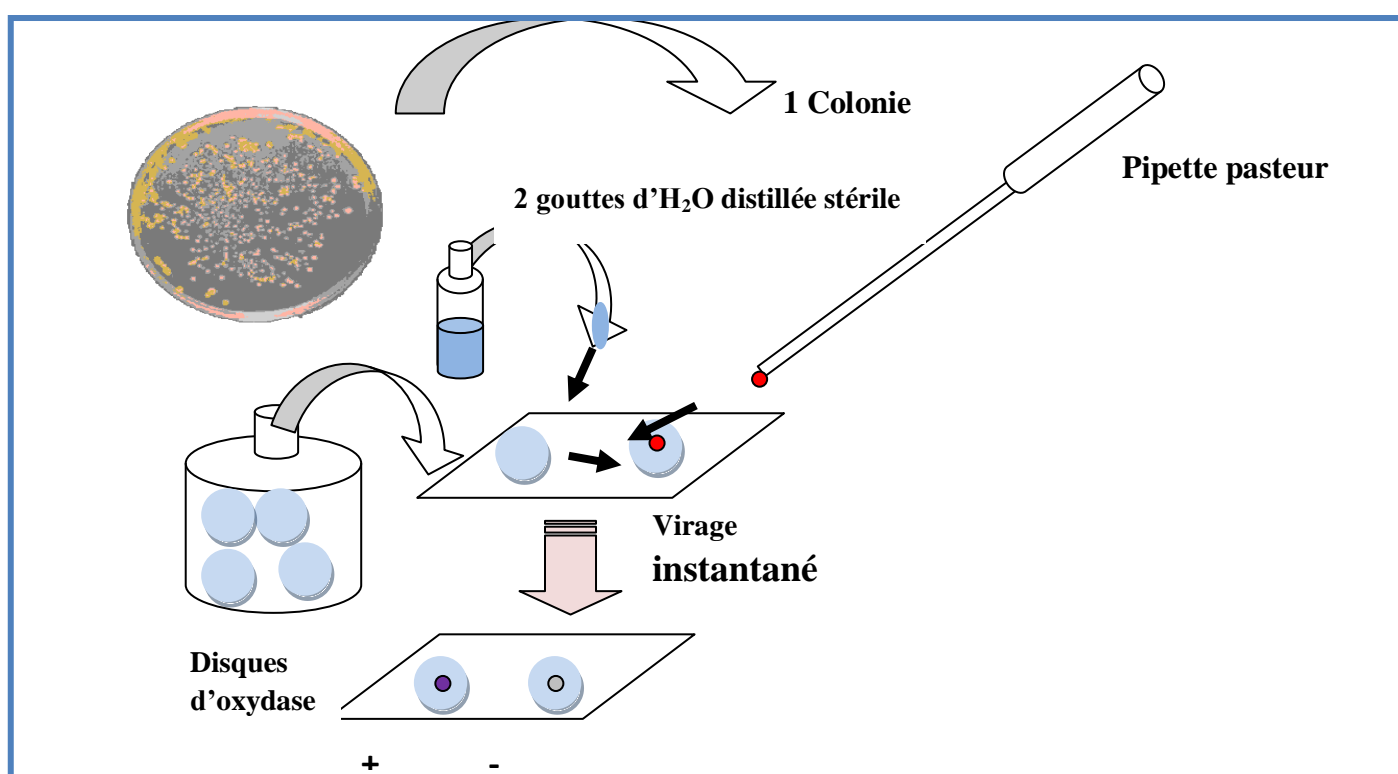 1 Colonie
Pipette pasteur
2 gouttes d’H₂O distillée stérile
Virage
instantané
Disques
d’oxydase
+ -